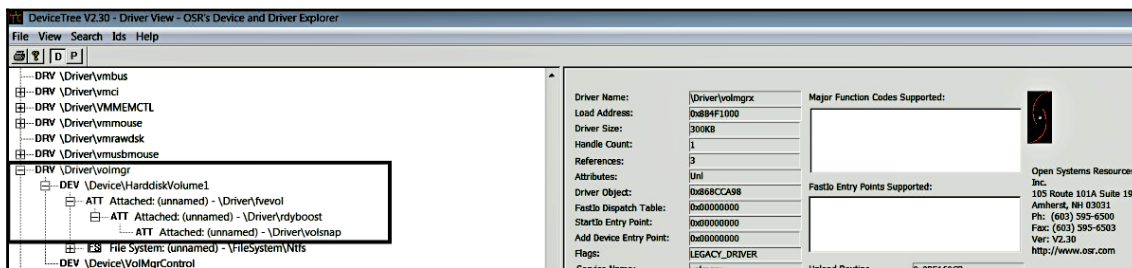 DeviceTree V2.30 - Driver View - OSR's Device and Driver Explorer
File View Search Ids Help
D P
DRV \Driver\vmbus
DRV \Driver\vmci
DRV \Driver\VMMEMCTL
DRV \Driver\vmmouse
DRV \Driver\vmrawdsk
DRV \Driver\vmusbmouse
DRV \Driver\volmgr
DEV \Device\HarddiskVolume1
ATT Attached: (unnamed) - \Driver\fvevol
ATT Attached: (unnamed) - \Driver\rdyboost
ATT Attached: (unnamed) - \Driver\volsnap
FS File System: (unnamed) - \FileSystem\Ntfs
DEV \Device\VolMgrControl
Driver Name: \Driver\volmgrx
Load Address: 0x884F1000
Driver Size: 300KB
Handle Count: 1
References: 3
Attributes: Unl
Driver Object: 0x868CCA98
FastIo Dispatch Table: 0x00000000
StartIo Entry Point: 0x00000000
Add Device Entry Point: 0x00000000
Flags: LEGACY_DRIVER
Major Function Codes Supported:
FastIo Entry Points Supported:
Open Systems Resources
Inc.
105 Route 101A Suite 19
Amherst, NH 03031
Ph: (603) 595-6500
Fax: (603) 595-6503
Ver: V2.30
http://www.osr.com